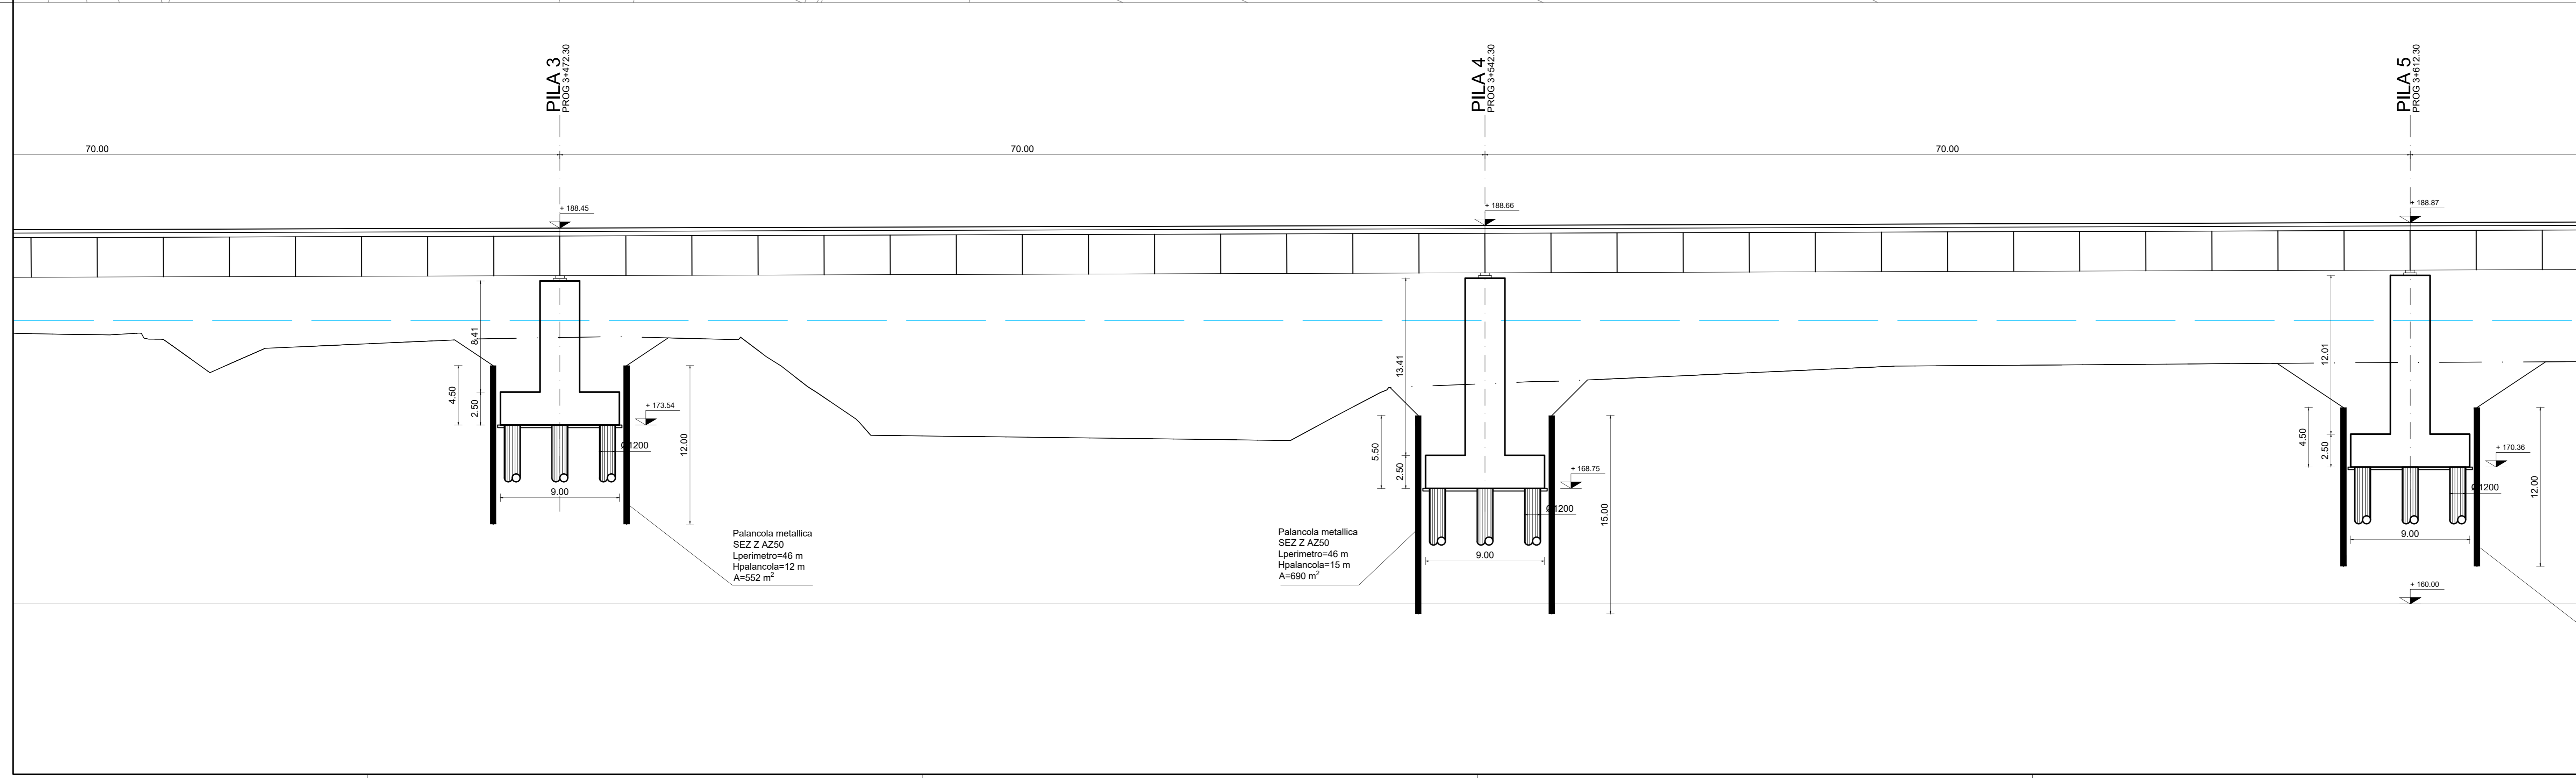 PILA 3
PROG 3+472.30
PILA 4
PROG 3+542.30
PILA 5
PROG 3+612.30
70.00
70.00
70.00
+ 188.45
+ 188.66
+ 188.87
8.41
4.50
2.50
+ 173.54
Ø1200
12.00
9.00
Palancola metallica
SEZ Z AZ50
Lperimetro=46 m
Hpalancola=12 m
A=552 m²
13.41
5.50
2.50
+ 168.75
Ø1200
15.00
9.00
Palancola metallica
SEZ Z AZ50
Lperimetro=46 m
Hpalancola=15 m
A=690 m²
12.01
4.50
2.50
+ 170.36
Ø1200
12.00
9.00
+ 160.00